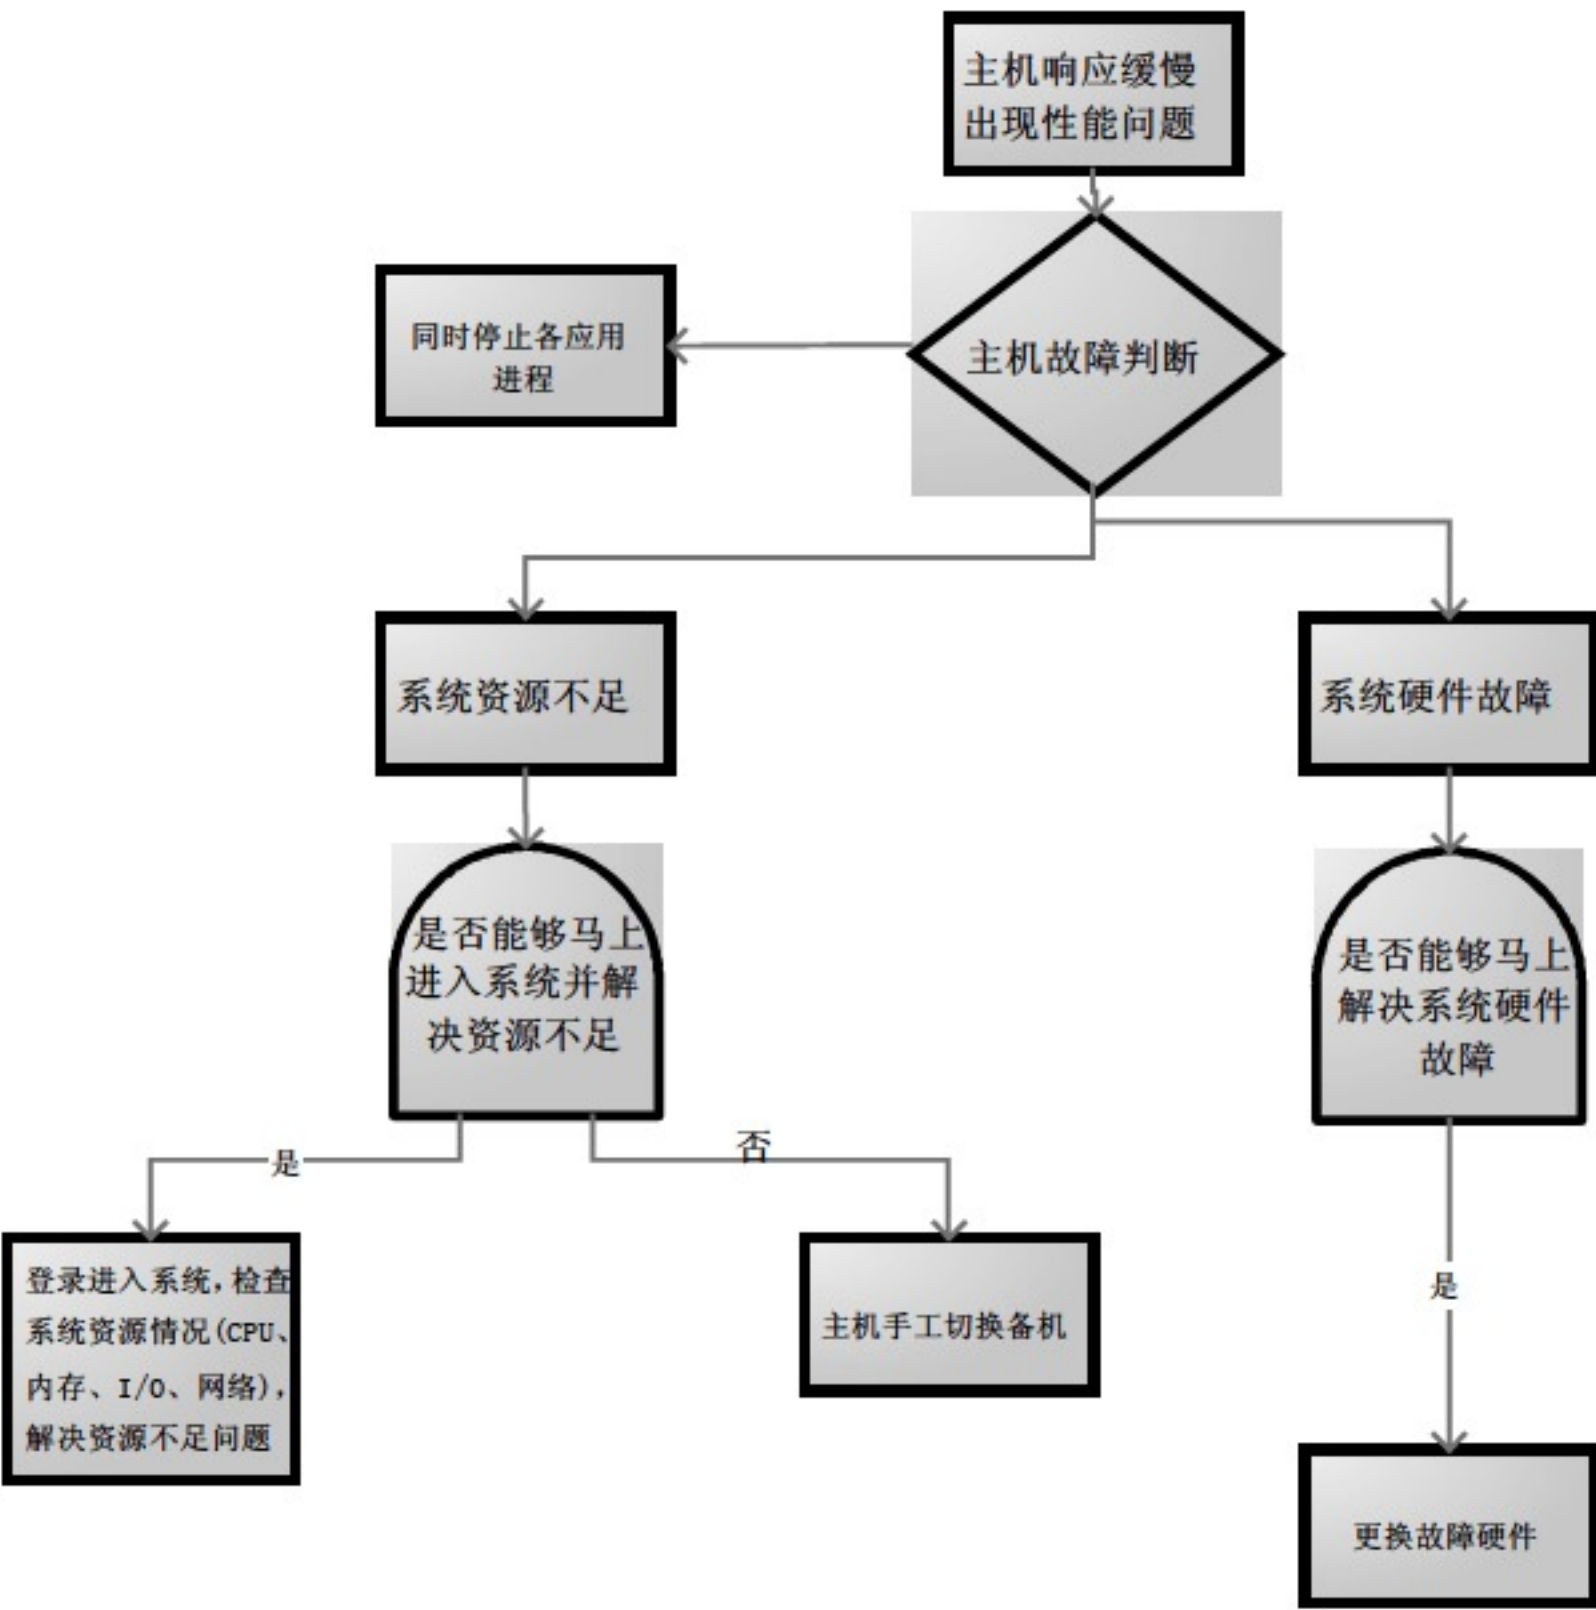 主机响应缓慢
出现性能问题
同时停止各应用
进程
主机故障判断
系统资源不足
系统硬件故障
是否能够马上
进入系统并解
决资源不足
是否能够马上
解决系统硬件
故障
是
否
登录进入系统,检查
系统资源情况(CPU、
内存、I/O、网络),
解决资源不足问题
主机手工切换备机
是
更换故障硬件